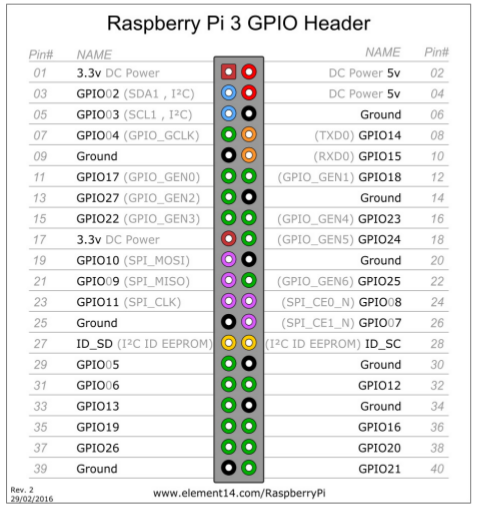 Raspberry Pi 3 GPIO Header
Pin# NAME NAME Pin#
01 3.3v DC Power DC Power 5v 02
03 GPIO02 (SDA1 , I²C) DC Power 5v 04
05 GPIO03 (SCL1 , I²C) Ground 06
07 GPIO04 (GPIO_GCLK) (TXD0) GPIO14 08
09 Ground (RXD0) GPIO15 10
11 GPIO17 (GPIO_GEN0) (GPIO_GEN1) GPIO18 12
13 GPIO27 (GPIO_GEN2) Ground 14
15 GPIO22 (GPIO_GEN3) (GPIO_GEN4) GPIO23 16
17 3.3v DC Power (GPIO_GEN5) GPIO24 18
19 GPIO10 (SPI_MOSI) Ground 20
21 GPIO09 (SPI_MISO) (GPIO_GEN6) GPIO25 22
23 GPIO11 (SPI_CLK) (SPI_CE0_N) GPIO08 24
25 Ground (SPI_CE1_N) GPIO07 26
27 ID_SD (I²C ID EEPROM) (I²C ID EEPROM) ID_SC 28
29 GPIO05 Ground 30
31 GPIO06 GPIO12 32
33 GPIO13 Ground 34
35 GPIO19 GPIO16 36
37 GPIO26 GPIO20 38
39 Ground GPIO21 40
Rev. 2
29/02/2016
www.element14.com/RaspberryPi